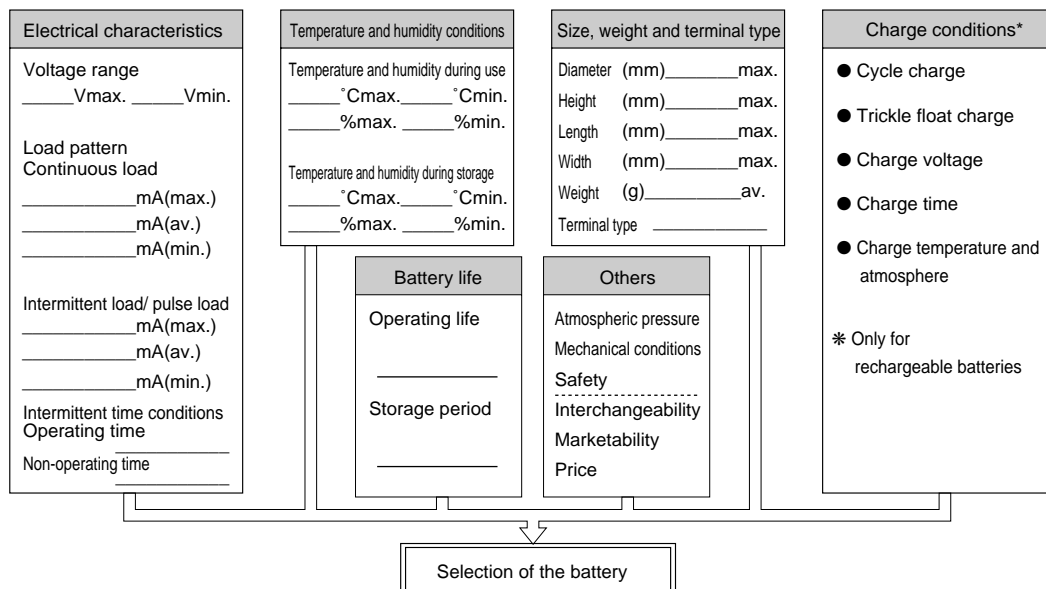 Electrical characteristics
Voltage range
_____Vmax. _____Vmin.
Load pattern
Continuous load
___________mA(max.)
___________mA(av.)
___________mA(min.)
Intermittent load/ pulse load
___________mA(max.)
___________mA(av.)
___________mA(min.)
Intermittent time conditions
Operating time ___________
Non-operating time ___________
Temperature and humidity conditions
Temperature and humidity during use
_____˚Cmax._____˚Cmin.
_____%max. _____%min.
Temperature and humidity during storage
_____˚Cmax._____˚Cmin.
_____%max. _____%min.
Size, weight and terminal type
Diameter (mm)_______max.
Height (mm)_______max.
Length (mm)_______max.
Width (mm)_______max.
Weight (g)_________av.
Terminal type ___________
Charge conditions*
● Cycle charge
● Trickle float charge
● Charge voltage
● Charge time
● Charge temperature and
atmosphere
❋ Only for
rechargeable batteries
Battery life
Operating life
___________
Storage period
___________
Others
Atmospheric pressure
Mechanical conditions
Safety
Interchangeability
Marketability
Price
Selection of the battery